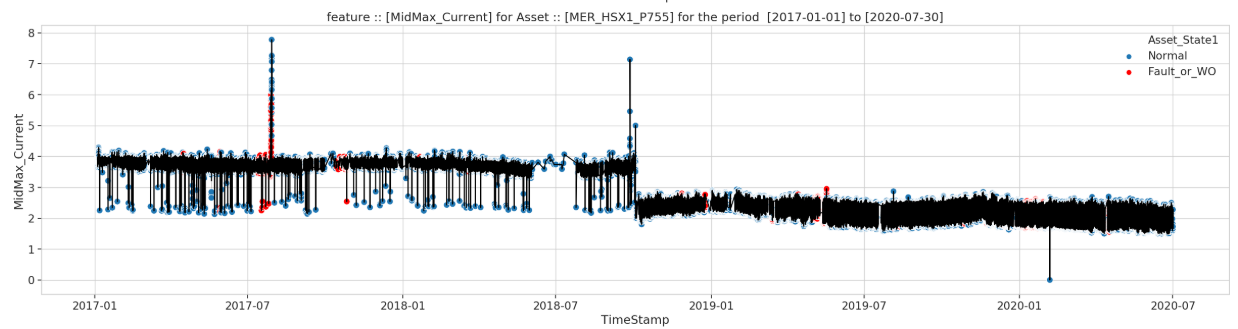 feature :: [MidMax_Current] for Asset :: [MER_HSX1_P755] for the period  [2017-01-01] to [2020-07-30]
Asset_State1
Normal
Fault_or_WO
MidMax_Current
8
7
6
5
4
3
2
1
0
2017-01 2017-07 2018-01 2018-07 2019-01 2019-07 2020-01 2020-07
TimeStamp